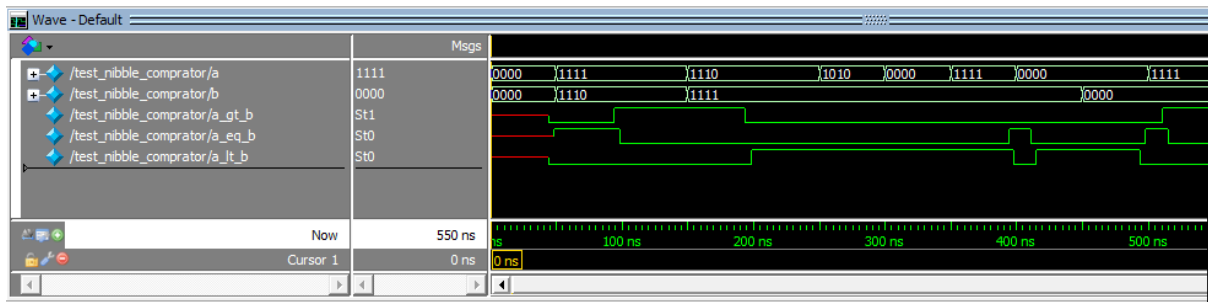 Wave - Default
Msgs
/test_nibble_comprator/a 1111 0000 1111 1110 1010 0000 1111 0000 1111
/test_nibble_comprator/b 0000 0000 1110 1111 0000
/test_nibble_comprator/a_gt_b St1
/test_nibble_comprator/a_eq_b St0
/test_nibble_comprator/a_lt_b St0
Now 550 ns ns 100 ns 200 ns 300 ns 400 ns 500 ns
Cursor 1 0 ns 0 ns